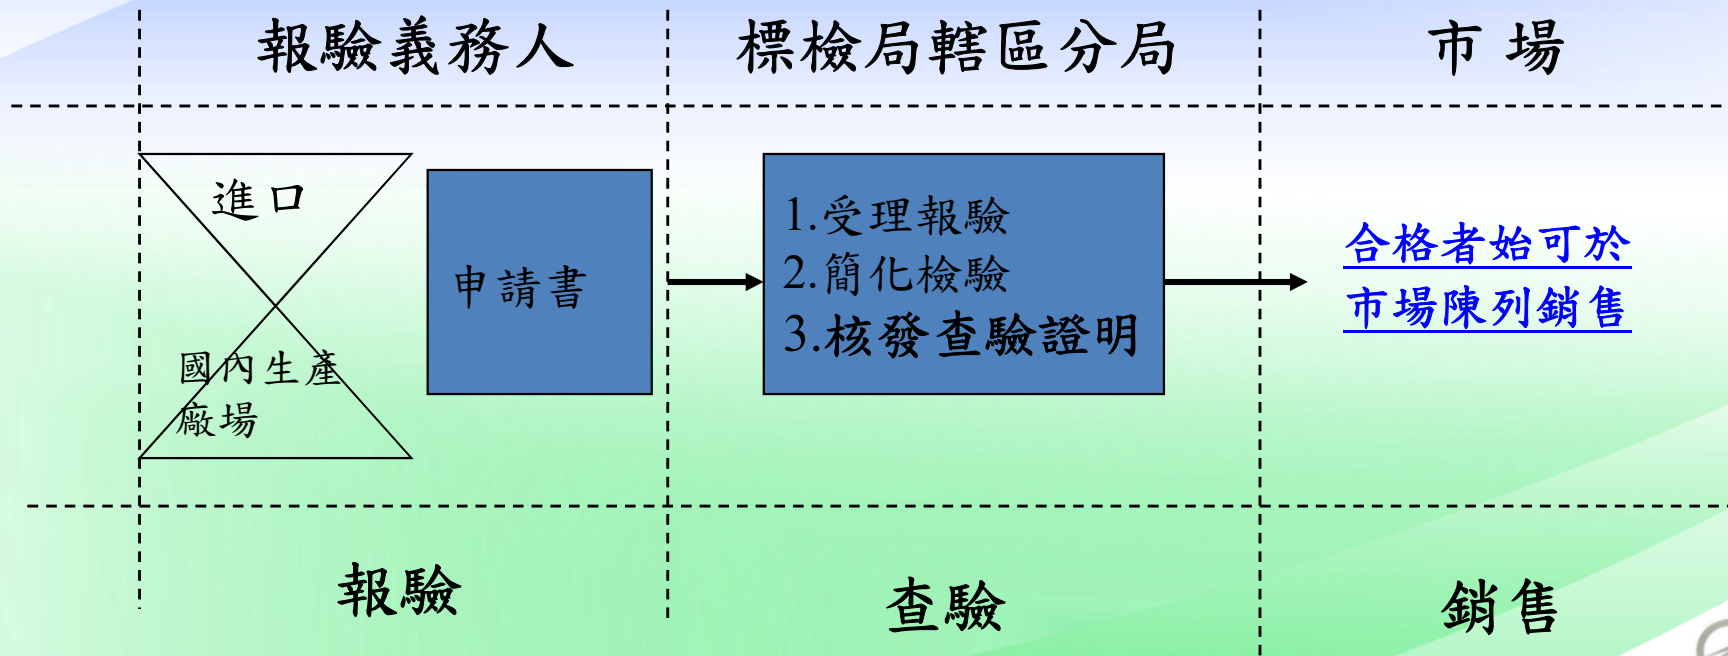 報驗義務人
標檢局轄區分局
市 場
進口
國內生產
廠場
申請書
1.受理報驗
2.簡化檢驗
3.核發查驗證明
合格者始可於
市場陳列銷售
報驗
查驗
銷售